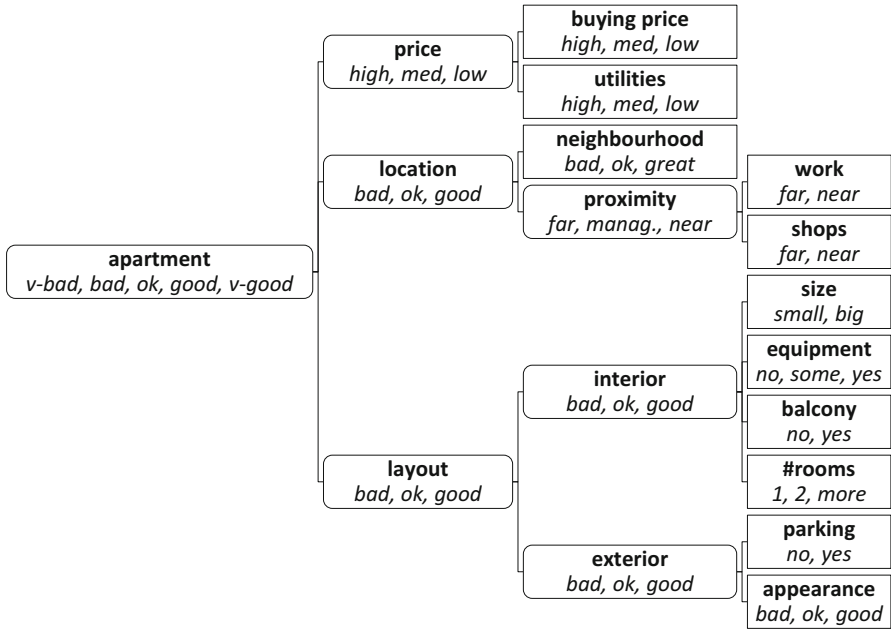 buying price
high, med, low
price
high, med, low
utilities
high, med, low
neighbourhood
bad, ok, great
location
bad, ok, good
work
far, near
proximity
far, manag., near
shops
far, near
apartment
v-bad, bad, ok, good, v-good
size
small, big
equipment
no, some, yes
interior
bad, ok, good
balcony
no, yes
layout
bad, ok, good
#rooms
1, 2, more
parking
no, yes
exterior
bad, ok, good
appearance
bad, ok, good